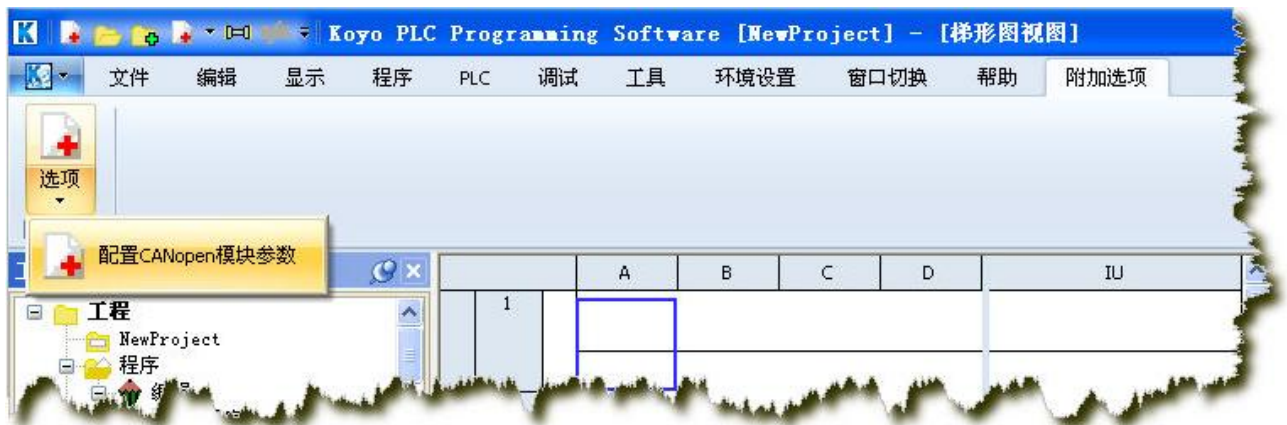 Koyo PLC Programming Software [NewProject] - [梯形图视图]
文件 编辑 显示 程序 PLC 调试 工具 环境设置 窗口切换 帮助 附加选项
选项
配置CANopen模块参数
A B C D IU
1
工程
NewProject
程序